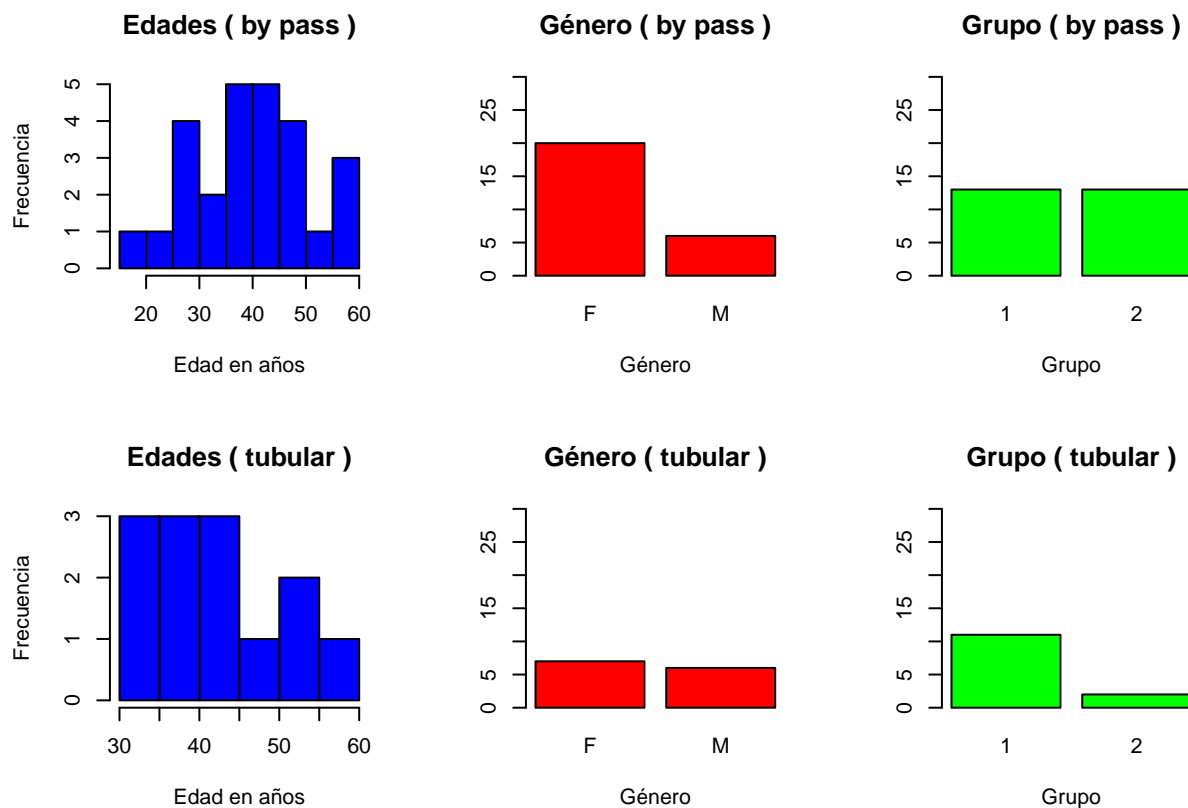 Edades ( by pass )
Género ( by pass )
Grupo ( by pass )
Frecuencia
5
4
3
2
1
0
20 30 40 50 60
Edad en años
25
15
5
0
F M
Género
25
15
5
0
1 2
Grupo
Edades ( tubular )
Género ( tubular )
Grupo ( tubular )
Frecuencia
3
2
1
0
30 40 50 60
Edad en años
25
15
5
0
F M
Género
25
15
5
0
1 2
Grupo